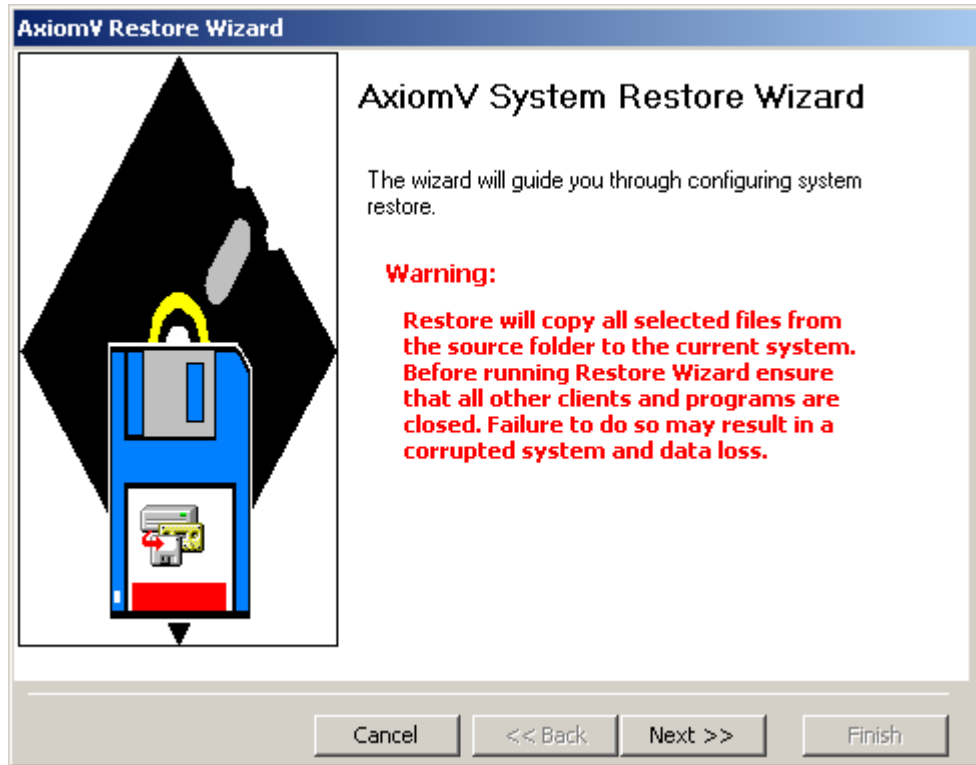 AxiomV Restore Wizard
AxiomV System Restore Wizard
The wizard will guide you through configuring system
restore.
Warning:
Restore will copy all selected files from
the source folder to the current system.
Before running Restore Wizard ensure
that all other clients and programs are
closed. Failure to do so may result in a
corrupted system and data loss.
Cancel
<< Back
Next >>
Finish